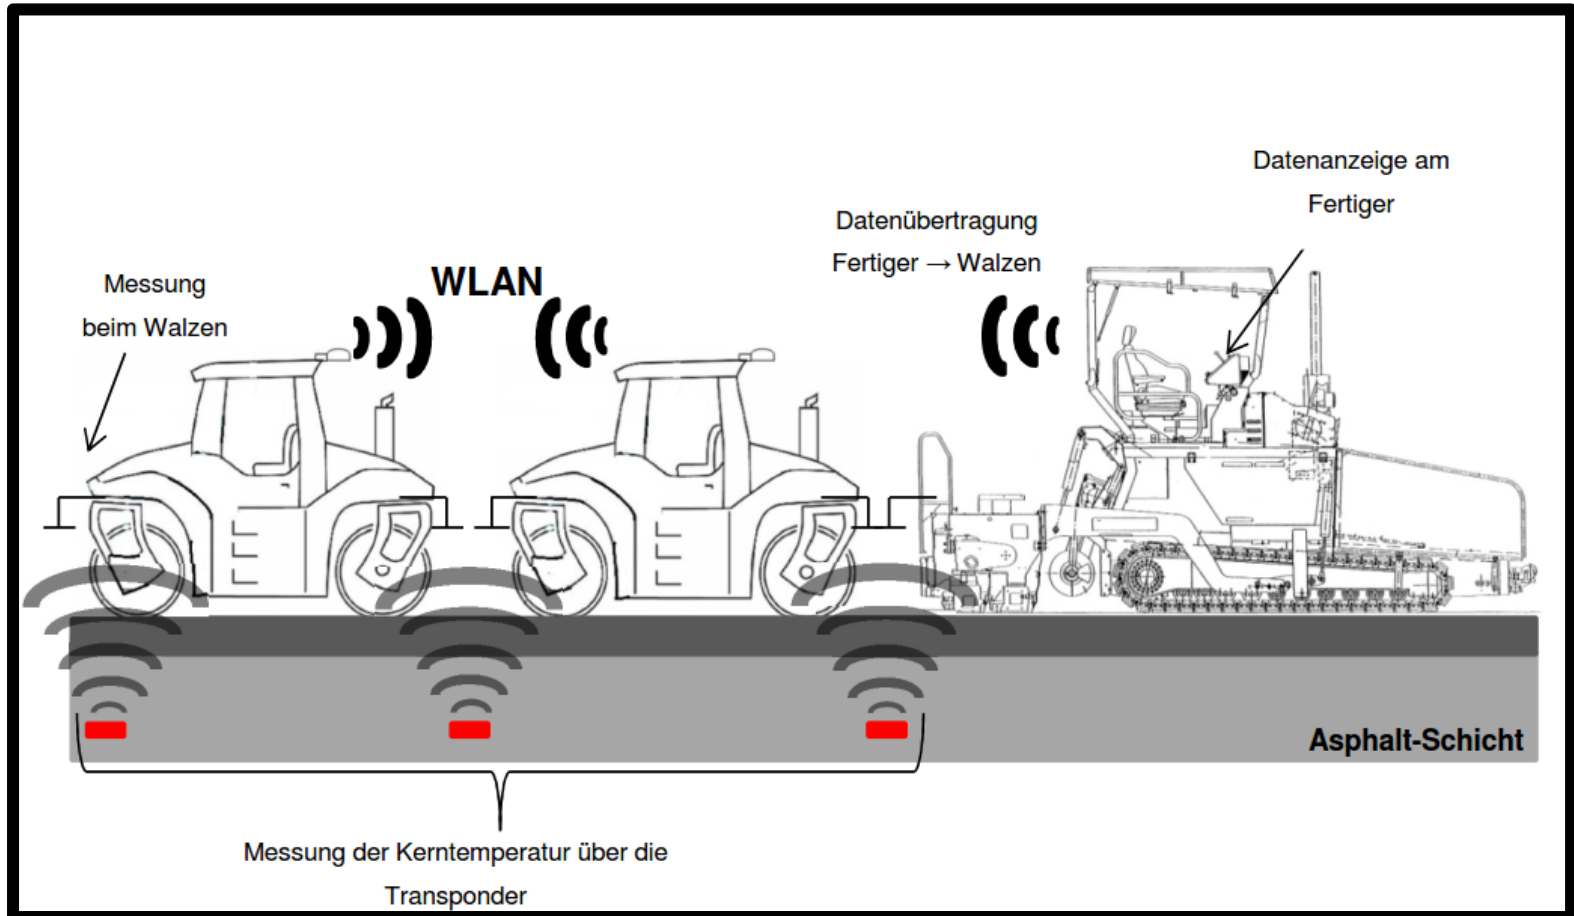 Datenanzeige am
Fertiger
Datenübertragung
Fertiger → Walzen
WLAN
Messung
beim Walzen
Asphalt-Schicht
Messung der Kerntemperatur über die
Transponder